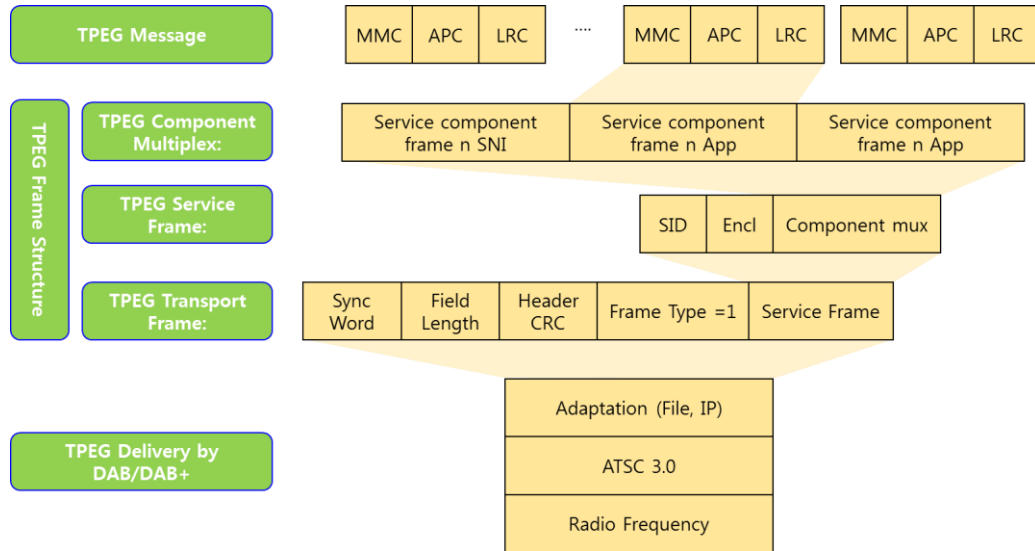 TPEG Message
MMC APC LRC .... MMC APC LRC MMC APC LRC
TPEG Frame Structure
TPEG Component
Multiplex:
Service component
frame n SNI
Service component
frame n App
Service component
frame n App
TPEG Service
Frame:
SID Encl Component mux
TPEG Transport
Frame:
Sync
Word
Field
Length
Header
CRC
Frame Type =1
Service Frame
TPEG Delivery by
DAB/DAB+
Adaptation (File, IP)
ATSC 3.0
Radio Frequency